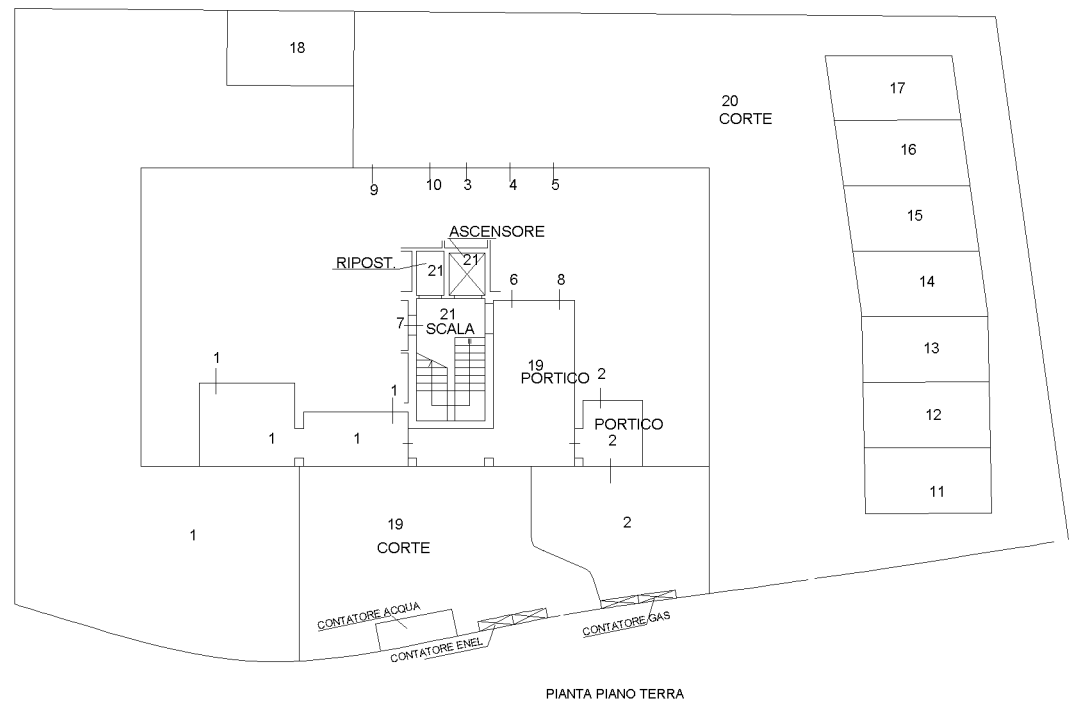 18
17
20
CORTE
16
9
10
3
4
5
15
ASCENSORE
21
RIPOST.
21
14
6
8
21
7
SCALA
13
1
19
PORTICO
2
1
12
PORTICO
1
1
2
11
1
19
2
CORTE
CONTATORE ACQUA
CONTATORE GAS
CONTATORE ENEL
PIANTA PIANO TERRA